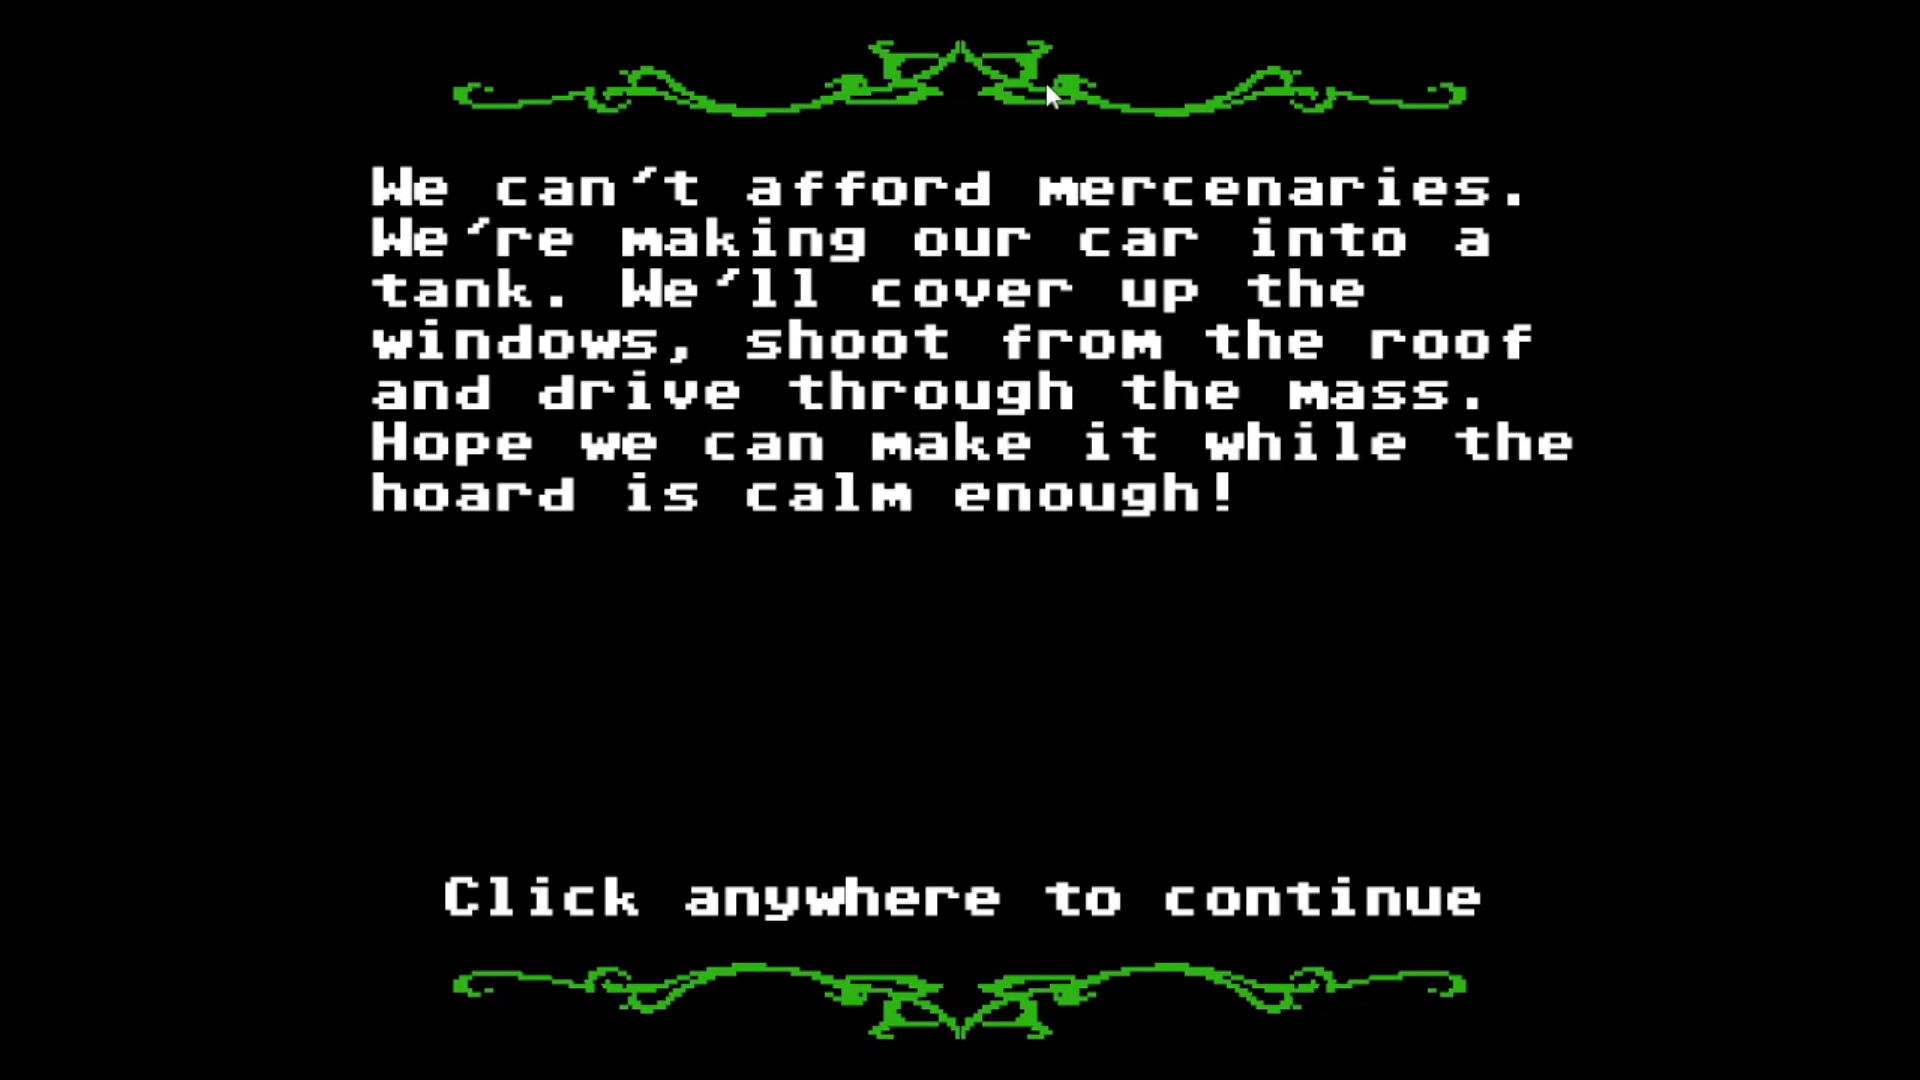 We can't afford mercenaries.
We're making our car into a
tank. We'll cover up the
windows, shoot from the roof
and drive through the mass.
Hope we can make it while the
hoard is calm enough!
Click anywhere to continue